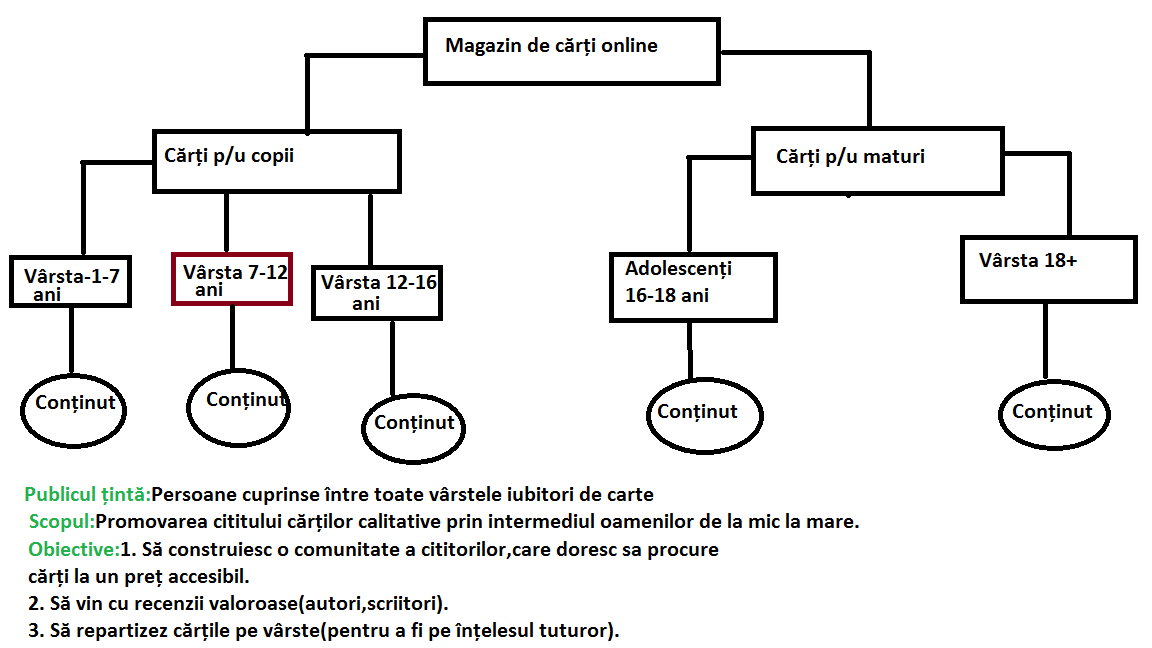 Magazin de cărți online
Cărți p/u copii
Cărți p/u maturi
Vârsta-1-7
ani
Vârsta 7-12
ani
Vârsta 12-16
ani
Adolescenți
16-18 ani
Vârsta 18+
Conținut
Conținut
Conținut
Conținut
Conținut
Publicul țintă:Persoane cuprinse între toate vârstele iubitori de carte
Scopul:Promovarea cititului cărților calitative prin intermediul oamenilor de la mic la mare.
Obiective:1. Să construiesc o comunitate a cititorilor,care doresc sa procure
cărți la un preț accesibil.
2. Să vin cu recenzii valoroase(autori,scriitori).
3. Să repartizez cărțile pe vârste(pentru a fi pe înțelesul tuturor).